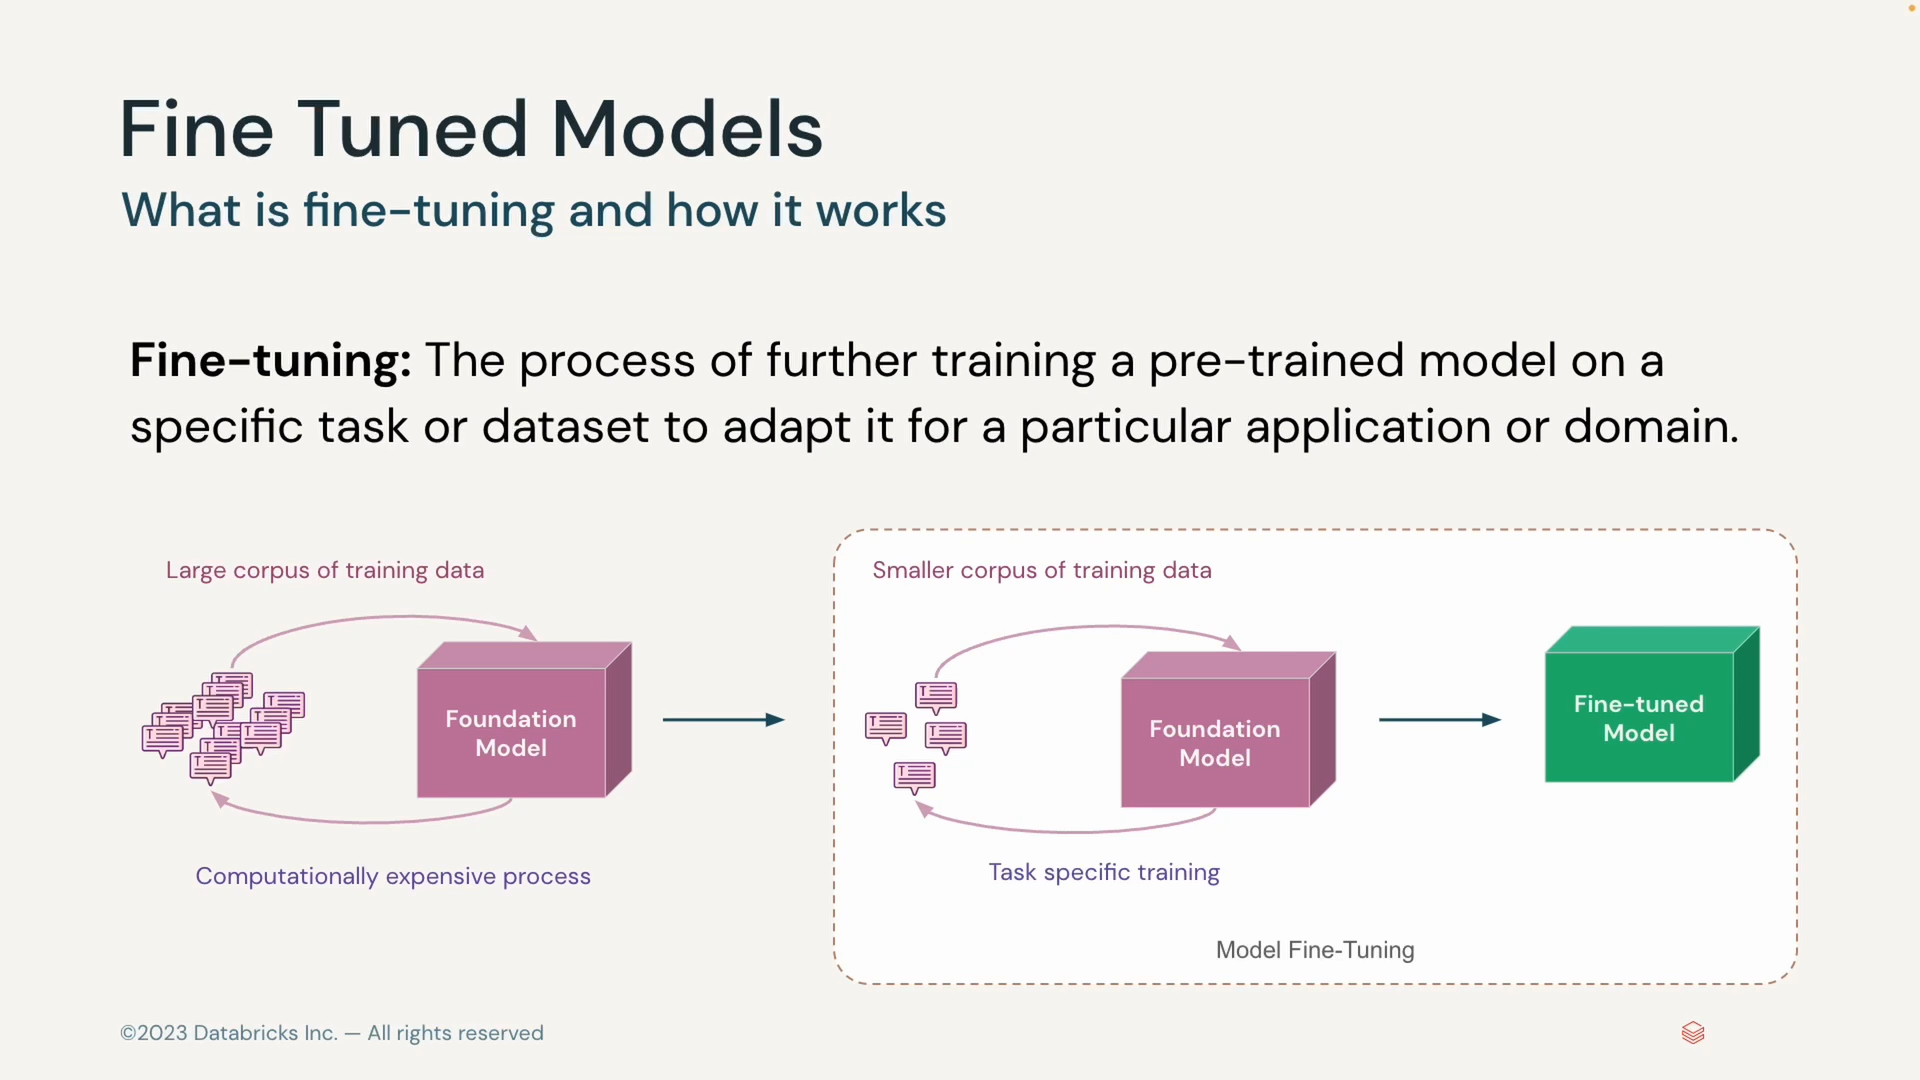 Fine Tuned Models
What is fine-tuning and how it works
Fine-tuning: The process of further training a pre-trained model on a
specific task or dataset to adapt it for a particular application or domain.
Large corpus of training data
Foundation
Model
Computationally expensive process
Smaller corpus of training data
Foundation
Model
Task specific training
Fine-tuned
Model
Model Fine-Tuning
©2023 Databricks Inc. — All rights reserved